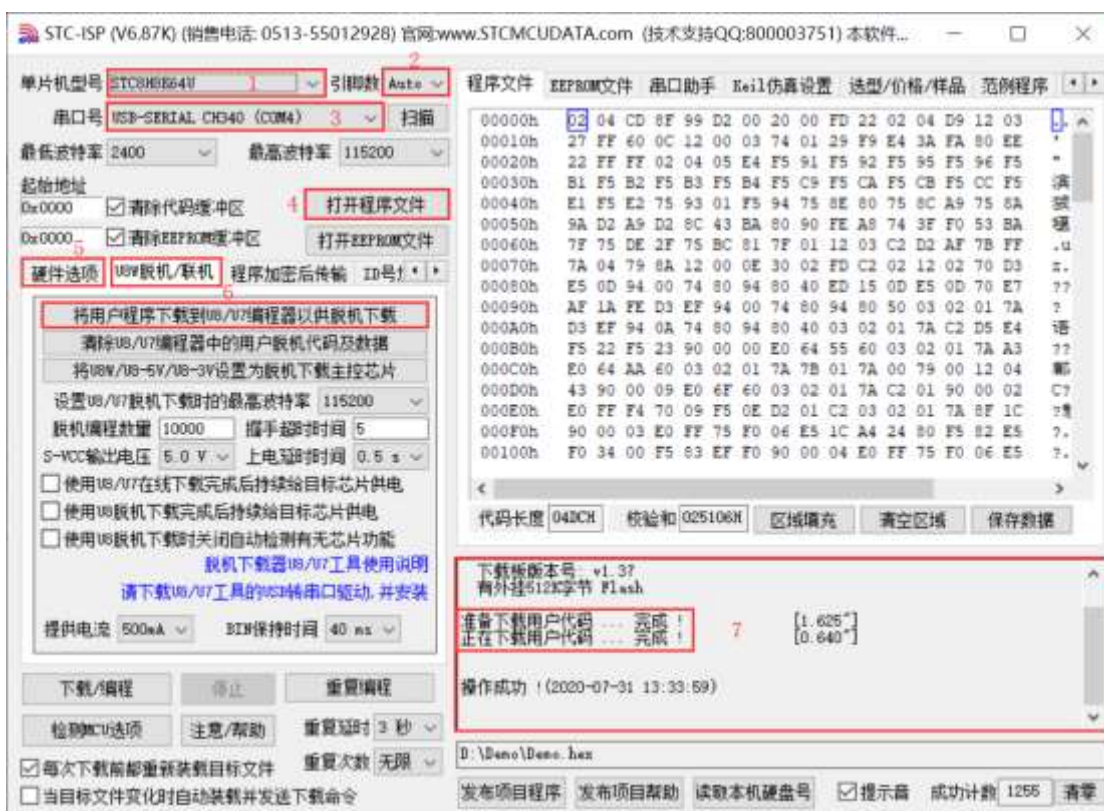 STC-ISP (V6.87K) (销售电话: 0513-55012928) 官网:www.STCMCUDATA.com (技术支持QQ:800003751) 本软件...
2
单片机型号 STC8H8K64U 1 引脚数 Auto
串口号 USB-SERIAL CH340 (COM4) 3 扫描
最低波特率 2400 最高波特率 115200
起始地址
0x0000 清除代码缓冲区 4 打开程序文件
0x0000 清除EEPROM缓冲区 打开EEPROM文件
5
硬件选项 U8W脱机/联机 程序加密后传输 ID号
6
将用户程序下载到U8/U7编程器以供脱机下载
清除U8/U7编程器中的用户脱机代码及数据
将U8W/U8-5V/U8-3V设置为脱机下载主控芯片
设置U8/U7脱机下载时的最高波特率 115200
脱机编程数量 10000 握手超时时间 5
S-VCC输出电压 5.0 V 上电延时时间 0.5 s
使用U8/U7在线下载完成后持续给目标芯片供电
使用U8脱机下载完成后持续给目标芯片供电
使用U8脱机下载时关闭自动检测有无芯片功能
脱机下载器U8/U7工具使用说明
请下载U8/U7工具的USB转串口驱动,并安装
提供电流 500mA BIN保持时间 40 ms
下载/编程 停止 重复编程
检测MCU选项 注意/帮助 重复延时 3 秒
重复次数 无限
每次下载前都重新装载目标文件
当目标文件变化时自动装载并发送下载命令
程序文件 EEPROM文件 串口助手 Keil仿真设置 选型/价格/样品 范例程序
00000h 02 04 CD 8F 99 D2 00 20 00 FD 22 02 04 D9 12 03
00010h 27 FF 60 0C 12 00 03 74 01 29 F9 E4 3A FA 80 EE
00020h 22 FF FF 02 04 05 E4 F5 91 F5 92 F5 95 F5 96 F5
00030h B1 F5 B2 F5 B3 F5 B4 F5 C9 F5 CA F5 CB F5 CC F5
00040h E1 F5 E2 75 93 01 F5 94 75 8E 80 75 8C A9 75 8A
00050h 9A D2 A9 D2 8C 43 BA 80 90 FE A8 74 3F F0 53 BA
00060h 7F 75 DE 2F 75 BC 81 7F 01 12 03 C2 D2 AF 7B FF
00070h 7A 04 79 8A 12 00 0E 30 02 FD C2 02 12 02 70 D3
00080h E5 0D 94 00 74 80 94 80 40 ED 15 0D E5 0D 70 E7
00090h AF 1A FE D3 EF 94 00 74 80 94 80 50 03 02 01 7A
000A0h D3 EF 94 0A 74 80 94 80 40 03 02 01 7A C2 D5 E4
000B0h F5 22 F5 23 90 00 00 E0 64 55 60 03 02 01 7A A3
000C0h E0 64 AA 60 03 02 01 7A 7B 01 7A 00 79 00 12 04
000D0h 43 90 00 09 E0 6F 60 03 02 01 7A C2 01 90 00 02
000E0h E0 FF F4 70 09 F5 0E D2 01 C2 03 02 01 7A 8F 1C
000F0h 90 00 03 E0 FF 75 F0 06 E5 1C A4 24 80 F5 82 E5
00100h F0 34 00 F5 83 EF F0 90 00 04 E0 FF 75 F0 06 E5
代码长度 04DCH 校验和 025106H 区域填充 清空区域 保存数据
下载板版本号: v1.37
有外挂512K字节 Flash
准备下载用户代码 ... 完成 ! [1.625"]
正在下载用户代码 ... 完成 ! 7 [0.640"]
操作成功 !(2020-07-31 13:33:59)
D:\Demo\Demo.hex
发布项目程序 发布项目帮助 读取本机硬盘号 提示音 成功计数 1255 清零